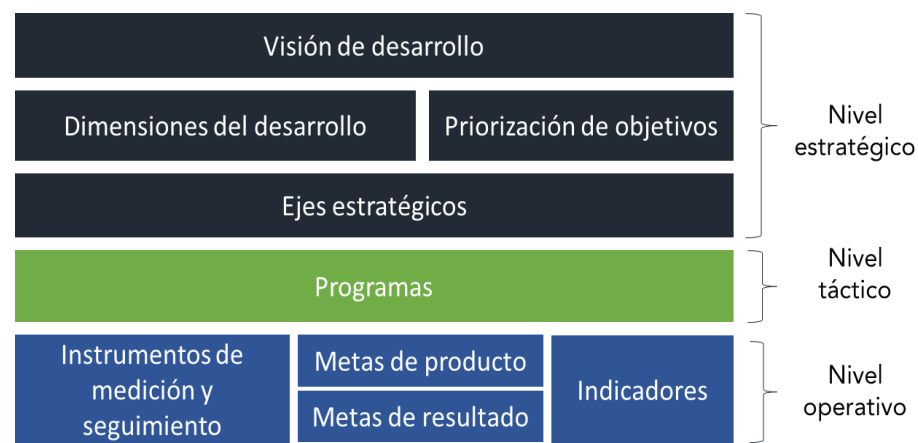 Visión de desarrollo
Dimensiones del desarrollo
Priorización de objetivos
Nivel
estratégico
Ejes estratégicos
Programas
Nivel
táctico
Instrumentos de
medición y
seguimiento
Metas de producto
Metas de resultado
Indicadores
Nivel
operativo